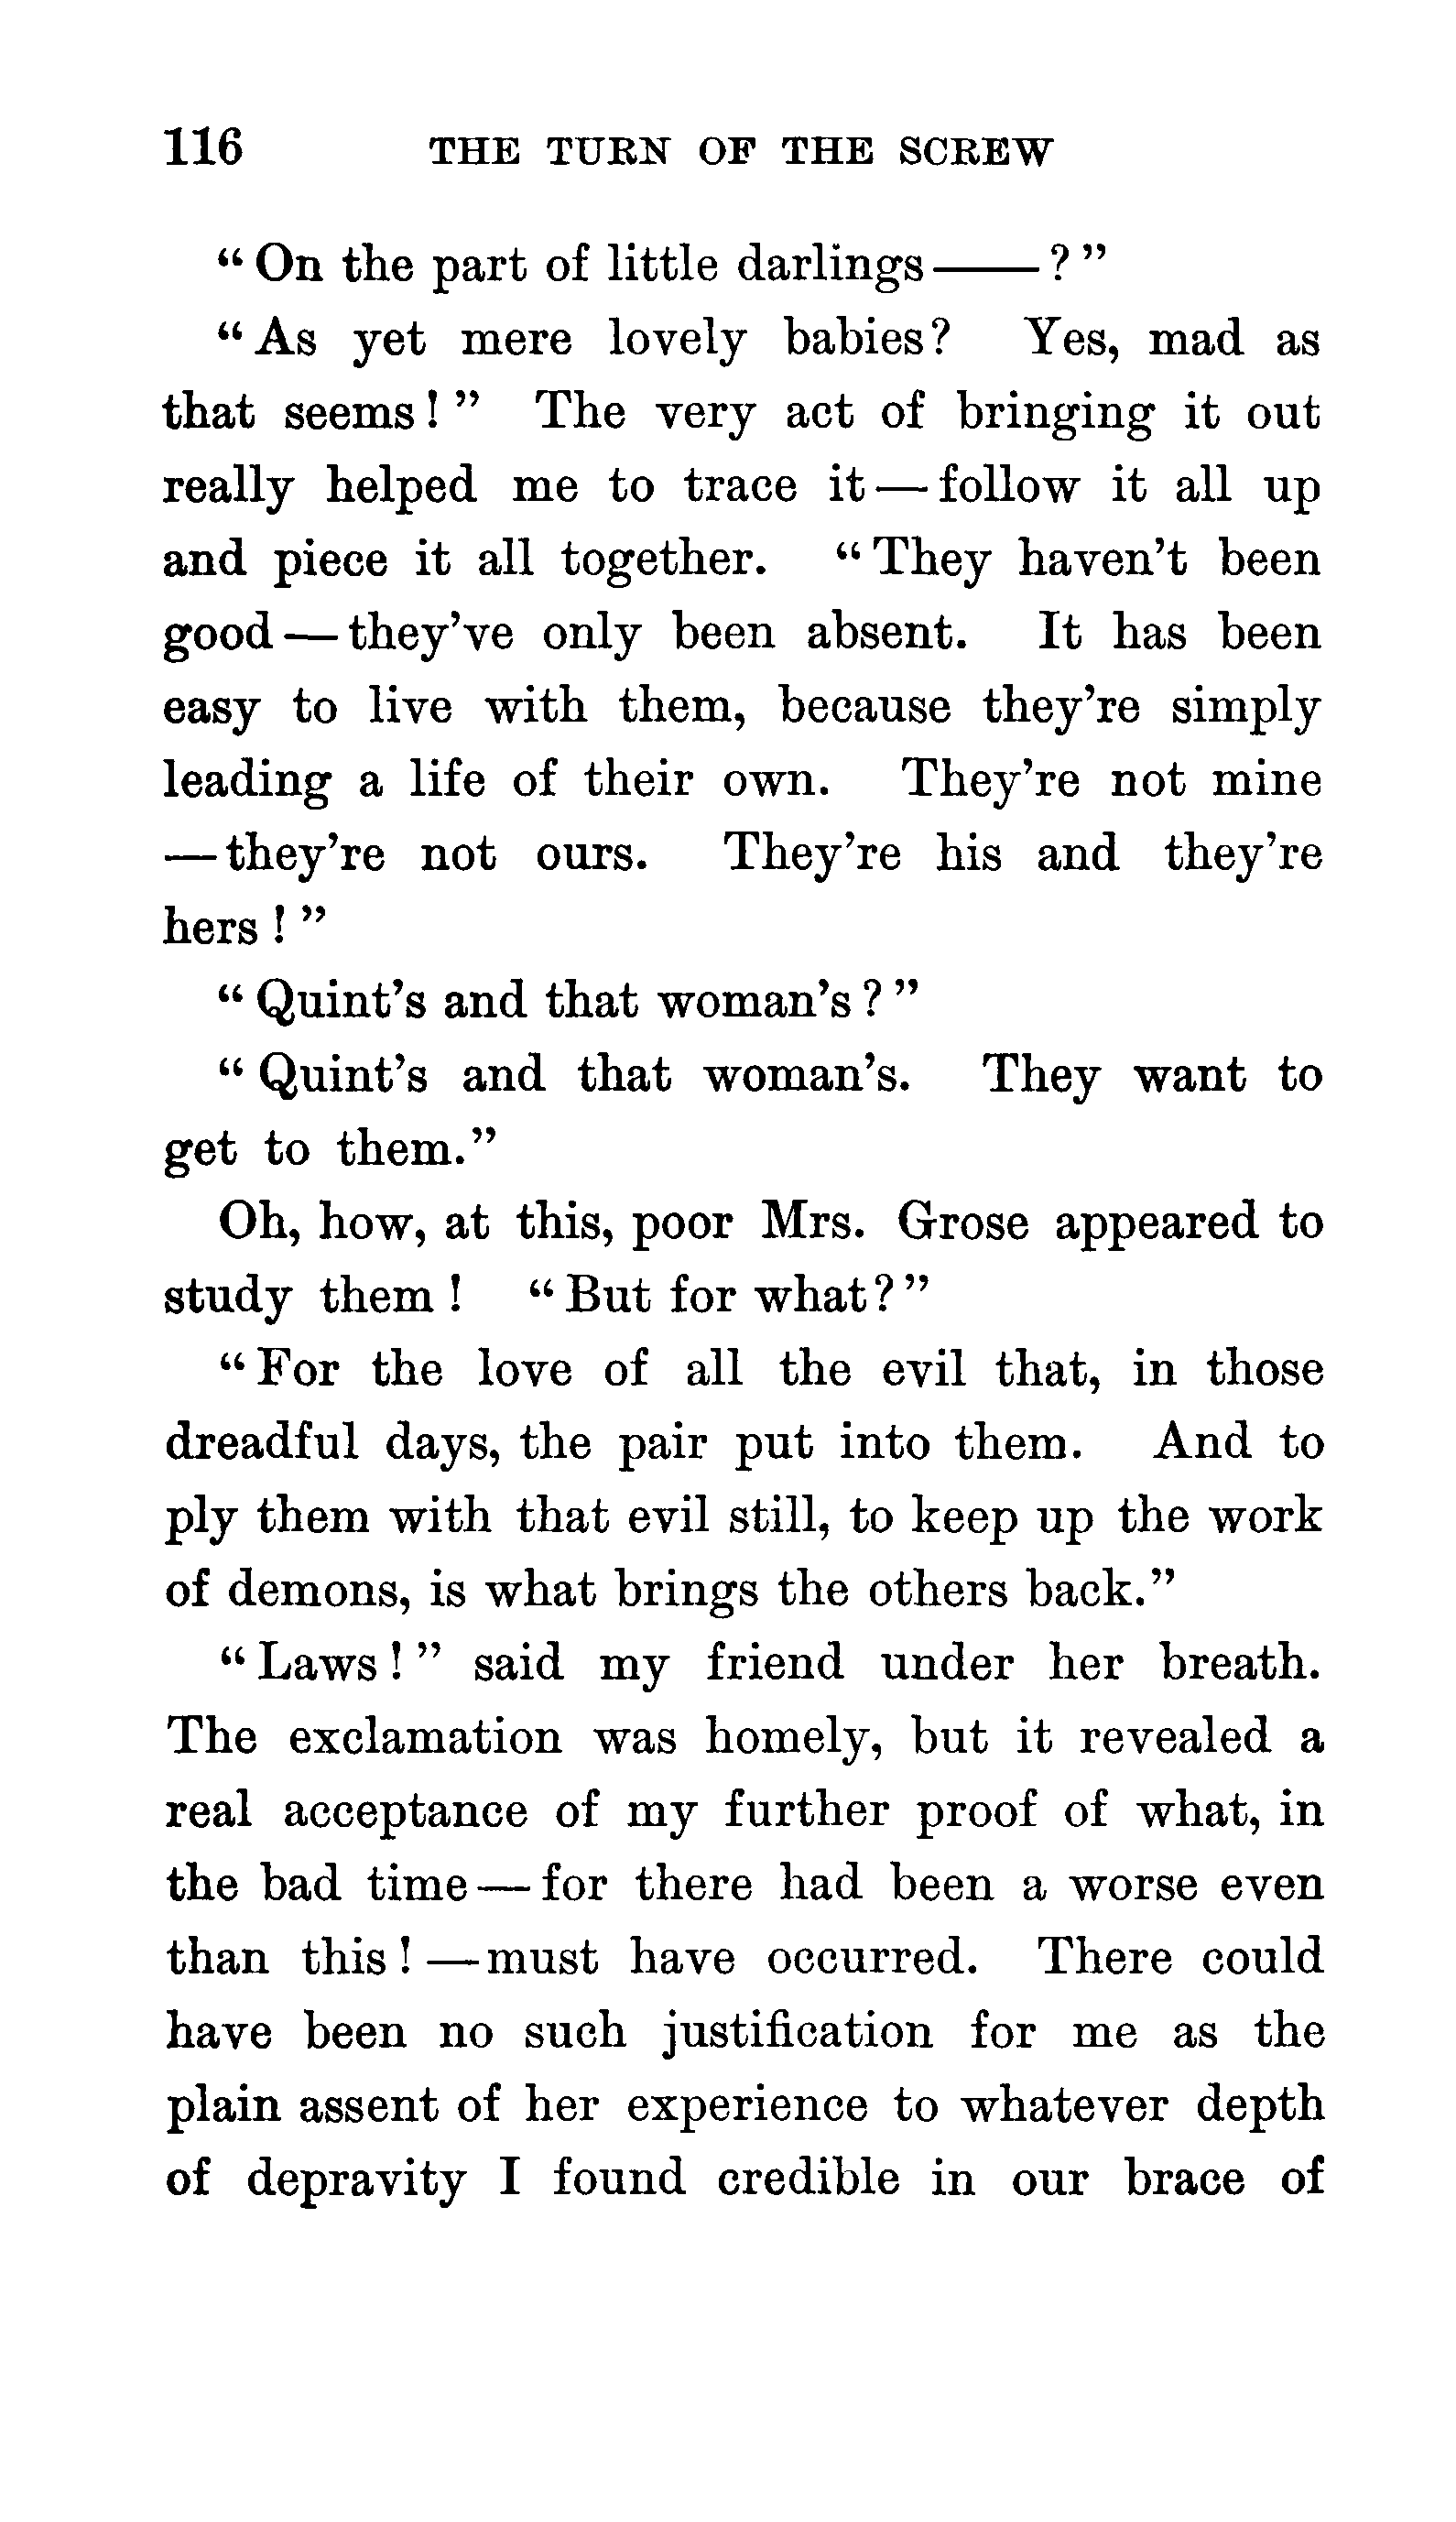 116 THE TURN OF THE SCREW
“ On the part of little darlings——? ”
“ As yet mere lovely babies? Yes, mad as
that seems! ” The very act of bringing it out
really helped me to trace it — follow it all up
and piece it all together. “ They haven’t been
good — they’ve only been absent. It has been
easy to live with them, because they’re simply
leading a life of their own. They’re not mine
— they’re not ours. They’re his and they’re
hers ! ”
“ Quint’s and that woman’s ? ”
“ Quint’s and that woman’s. They want to
get to them.”
Oh, how, at this, poor Mrs. Grose appeared to
study them ! “ But for what? ”
“ For the love of all the evil that, in those
dreadful days, the pair put into them. And to
ply them with that evil still, to keep up the work
of demons, is what brings the others back.”
“ Laws ! ” said my friend under her breath.
The exclamation was homely, but it revealed a
real acceptance of my further proof of what, in
the bad time — for there had been a worse even
than this ! — must have occurred. There could
have been no such justification for me as the
plain assent of her experience to whatever depth
of depravity I found credible in our brace of